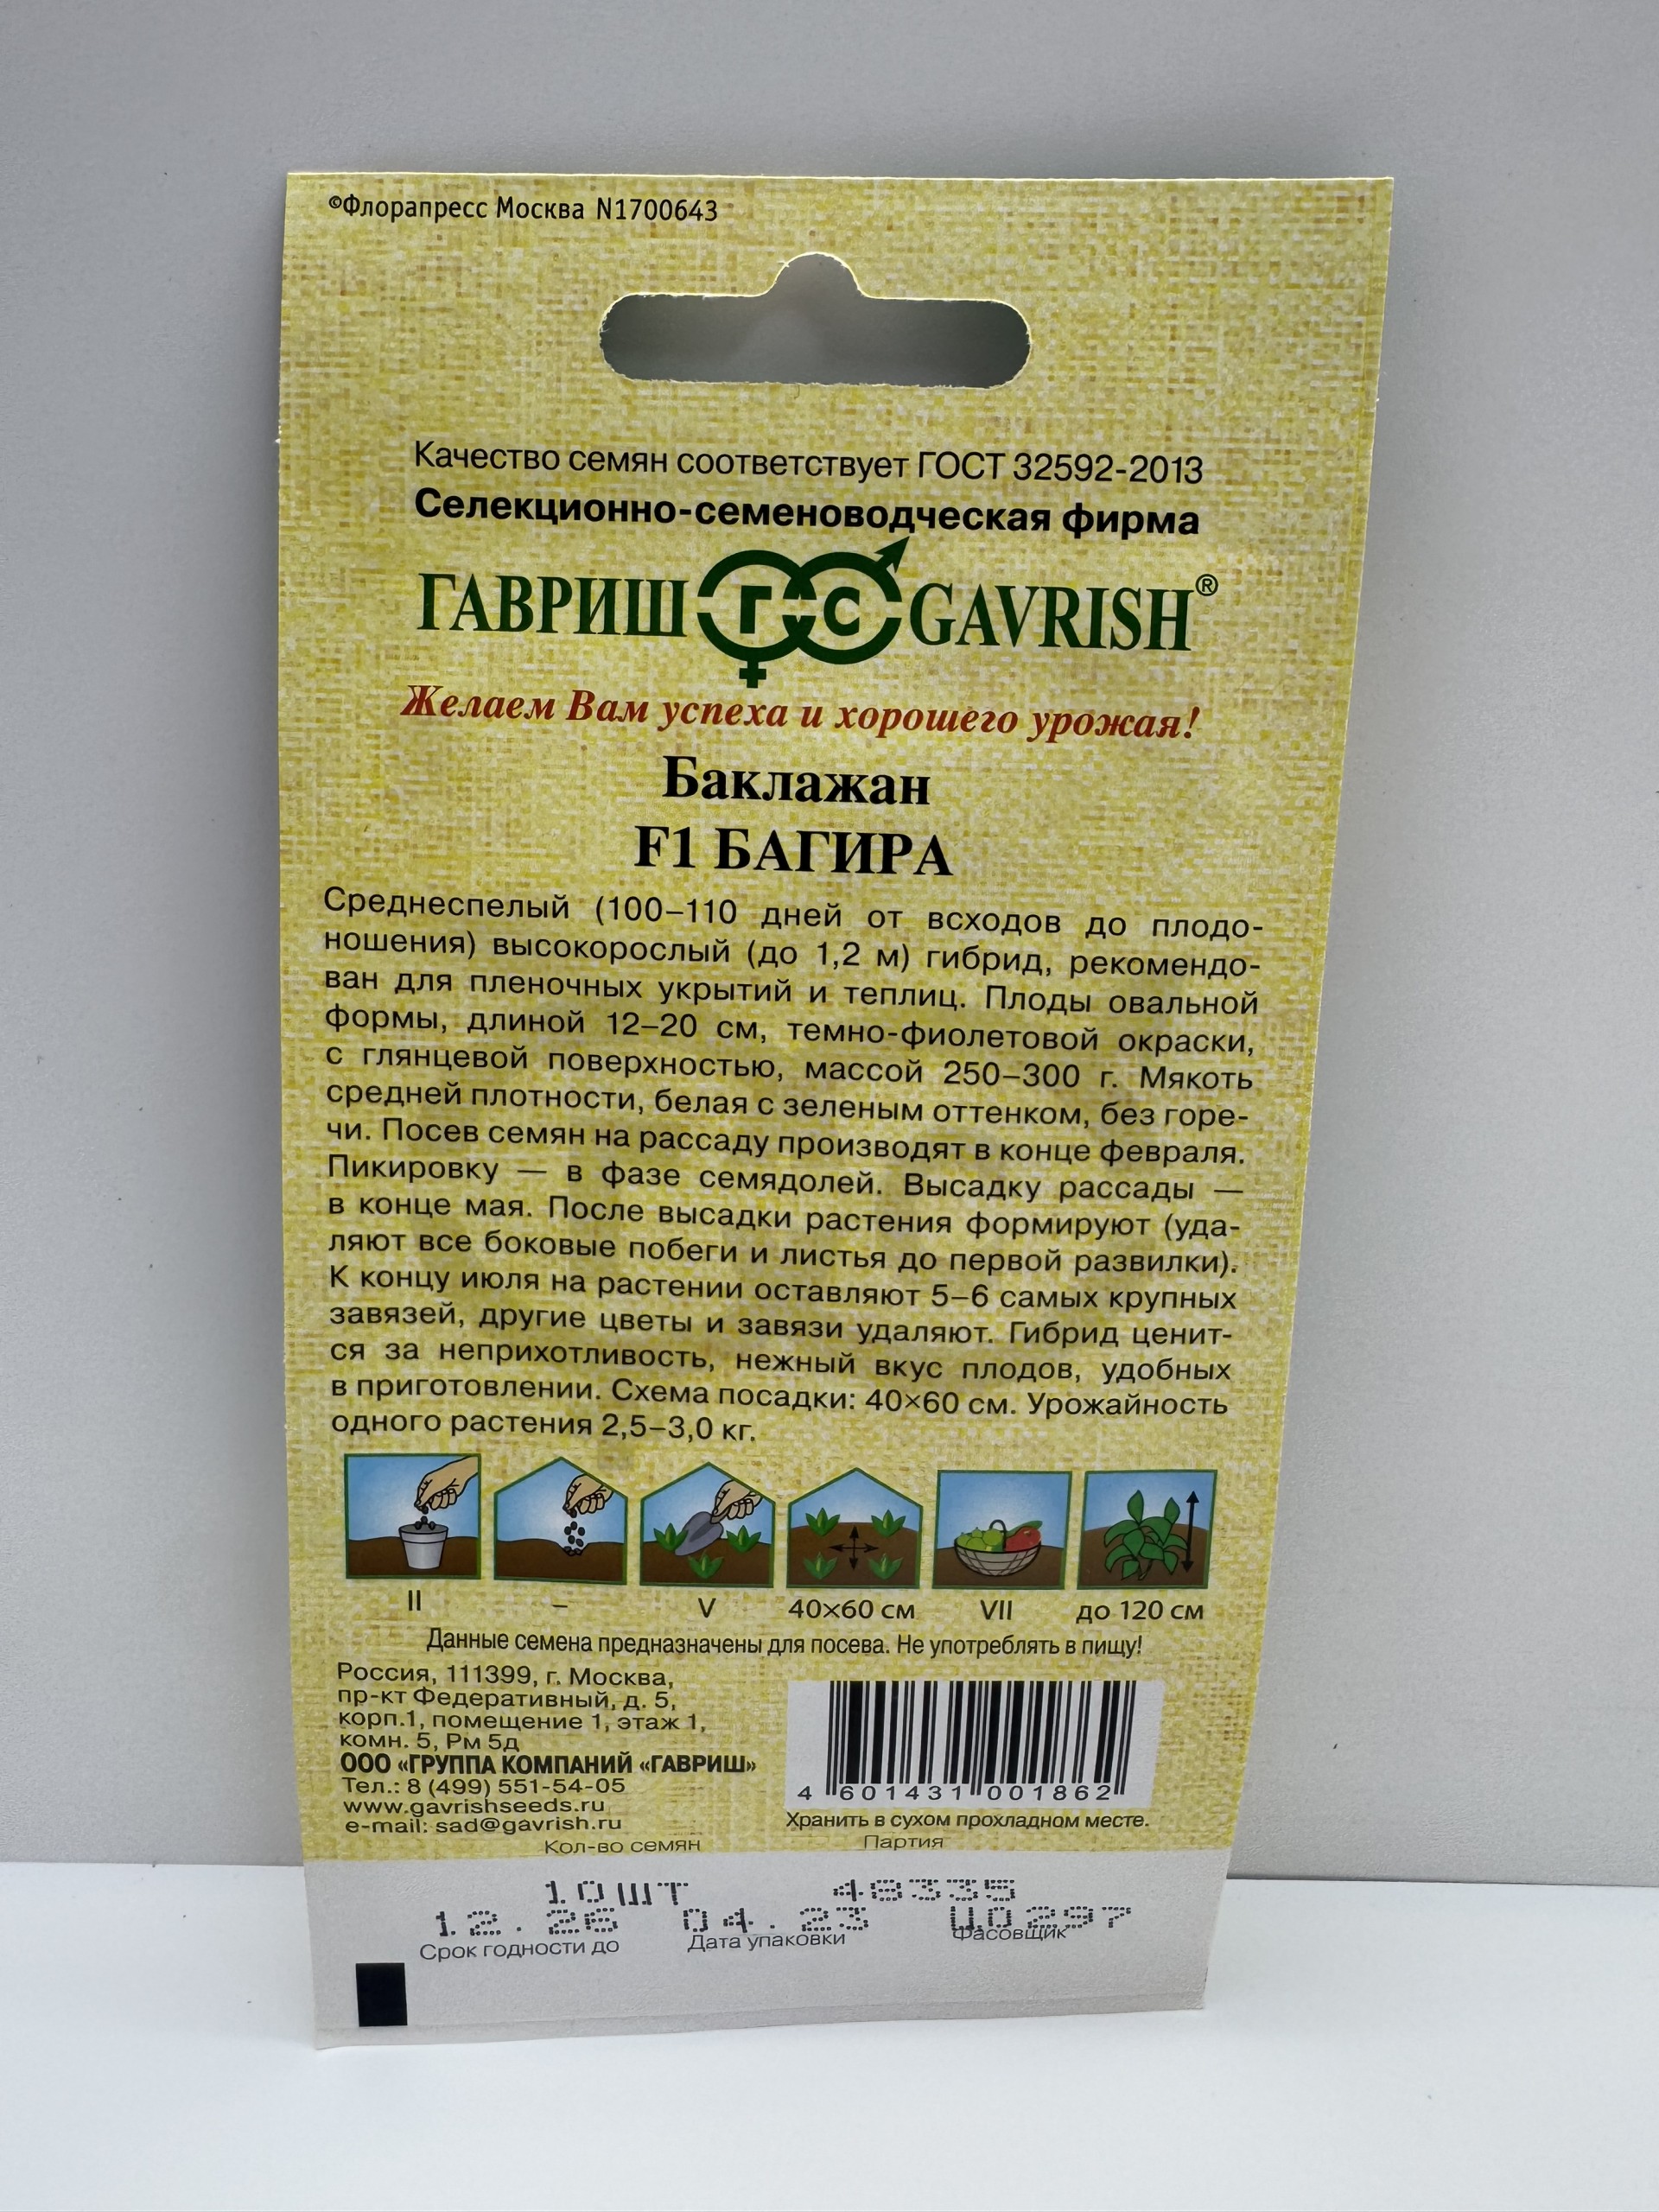 ©Флорапресс Москва N1700643
Качество семян соответствует ГОСТ 32592-2013
Селекционно-семеноводческая фирма
ГАВРИШ ГС GAVRISH®
Желаем Вам успеха и хорошего урожая!
Баклажан
F1 БАГИРА
Среднеспелый (100–110 дней от всходов до плодо-
ношения) высокорослый (до 1,2 м) гибрид, рекомендо-
ван для пленочных укрытий и теплиц. Плоды овальной
формы, длиной 12–20 см, темно-фиолетовой окраски,
с глянцевой поверхностью, массой 250–300 г. Мякоть
средней плотности, белая с зеленым оттенком, без горе-
чи. Посев семян на рассаду производят в конце февраля.
Пикировку — в фазе семядолей. Высадку рассады —
в конце мая. После высадки растения формируют (уда-
ляют все боковые побеги и листья до первой развилки).
К концу июля на растении оставляют 5–6 самых крупных
завязей, другие цветы и завязи удаляют. Гибрид ценит-
ся за неприхотливость, нежный вкус плодов, удобных
в приготовлении. Схема посадки: 40×60 см. Урожайность
одного растения 2,5–3,0 кг.
II – V 40×60 см VII до 120 см
Данные семена предназначены для посева. Не употреблять в пищу!
Россия, 111399, г. Москва,
пр-кт Федеративный, д. 5,
корп.1, помещение 1, этаж 1,
комн. 5, Рм 5д
ООО «ГРУППА КОМПАНИЙ «ГАВРИШ»
Тел.: 8 (499) 551-54-05
www.gavrishseeds.ru
e-mail: sad@gavrish.ru
4 601431 001862
Хранить в сухом прохладном месте.
Кол-во семян Партия
10ШТ 48335
12.26 04.23 Ц0297
Срок годности до Дата упаковки Фасовщик